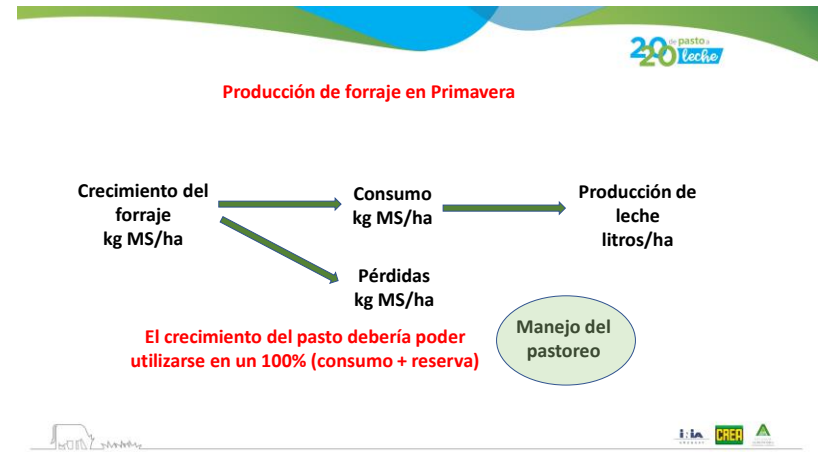 2020 de pasto a
leche
Producción de forraje en Primavera
Crecimiento del
forraje
kg MS/ha
Consumo
kg MS/ha
Producción de
leche
litros/ha
Pérdidas
kg MS/ha
El crecimiento del pasto debería poder
utilizarse en un 100% (consumo + reserva)
Manejo del
pastoreo
CREA